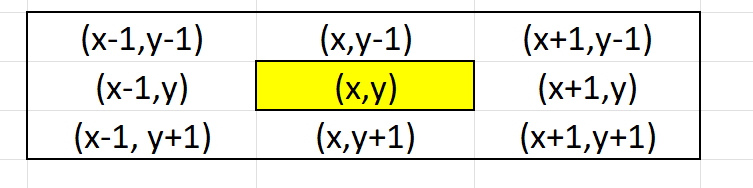 (x-1,y-1) (x,y-1) (x+1,y-1)
(x-1,y) (x,y) (x+1,y)
(x-1, y+1) (x,y+1) (x+1,y+1)